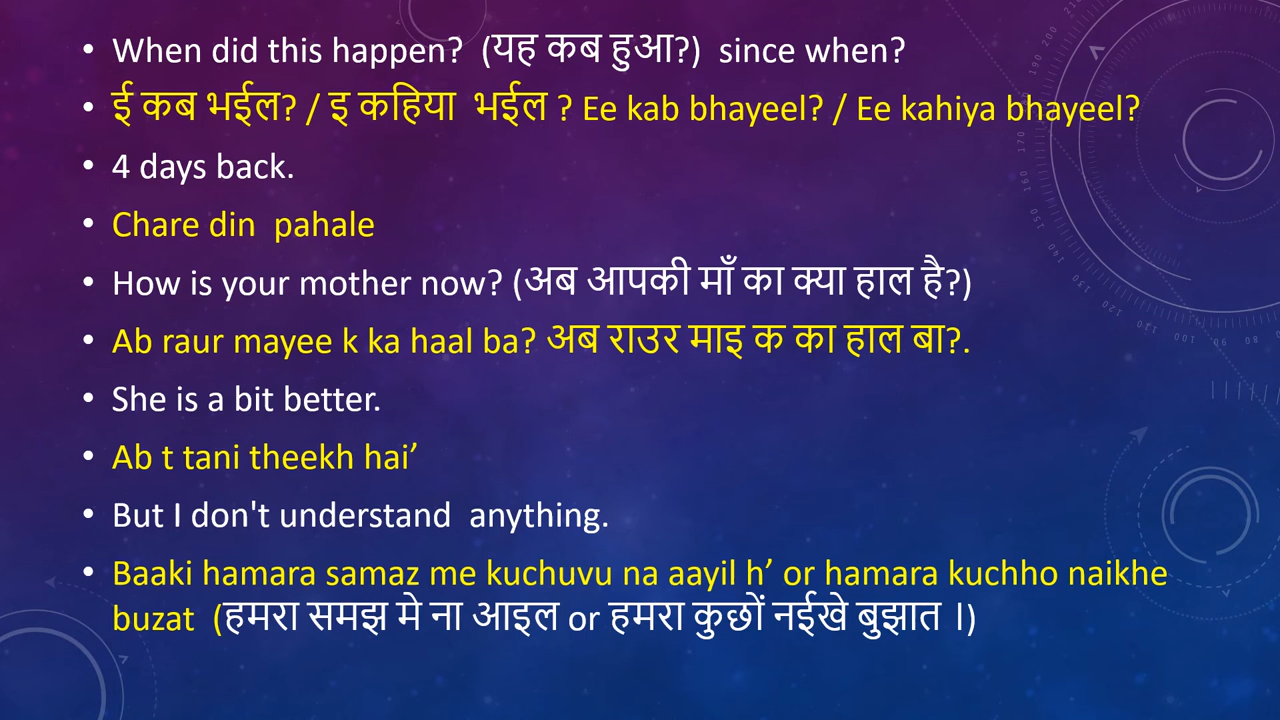 • When did this happen? (यह कब हुआ?) since when?
• ई कब भईल? / इ कहिया भईल ? Ee kab bhayeel? / Ee kahiya bhayeel?
• 4 days back.
• Chare din pahale
• How is your mother now? (अब आपकी माँ का क्या हाल है?)
• Ab raur mayee k ka haal ba? अब राउर माइ क का हाल बा?.
• She is a bit better.
• Ab t tani theekh hai’
• But I don't understand anything.
• Baaki hamara samaz me kuchuvu na aayil h’ or hamara kuchho naikhe
buzat (हमरा समझ मे ना आइल or हमरा कुछों नईखे बुझात ।)